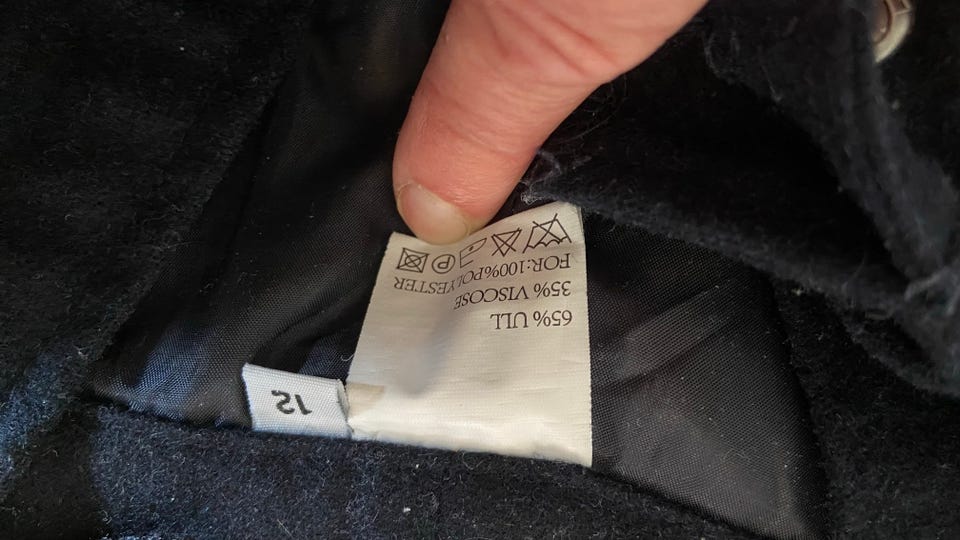 65% ULL
35% VISCOSE
FOR:100%POLYESTER
P
12